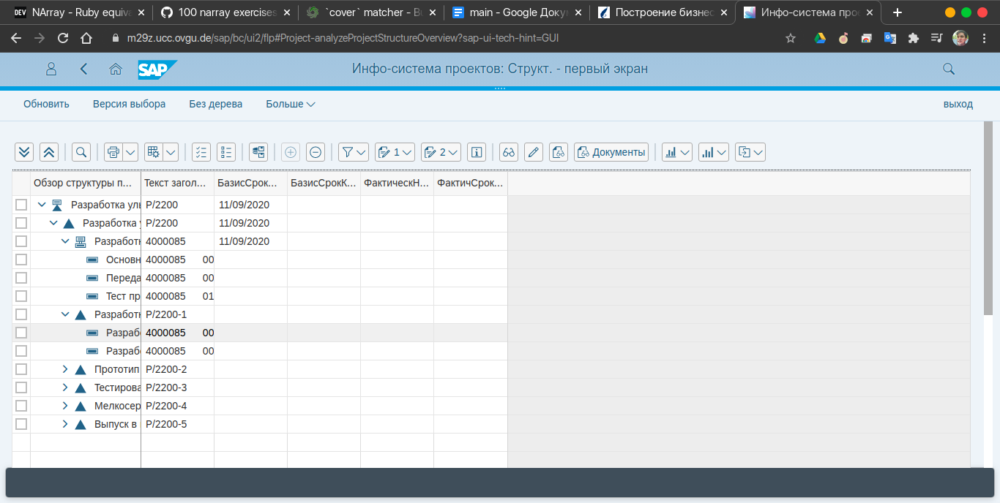 NArray - Ruby equiva
100 narray exercises
`cover` matcher - Bu
main - Google Докум
Построение бизнес
Инфо-система прое
m29z.ucc.ovgu.de/sap/bc/ui2/flp#Project-analyzeProjectStructureOverview?sap-ui-tech-hint=GUI
SAP
Инфо-система проектов: Структ. - первый экран
Обновить Версия выбора Без дерева Больше ВЫХОД
1 2 Документы
Обзор структуры п... Текст загол... БазисСрок... БазисСрокК... ФактическН... ФактичСрок...
Разработка уль P/2200 11/09/2020
Разработка у P/2200 11/09/2020
Разработк 4000085 11/09/2020
Основн 4000085 00
Переда 4000085 00
Тест пр 4000085 01
Разработк P/2200-1
Разраб 4000085 00
Разраб 4000085 00
Прототип P/2200-2
Тестирова P/2200-3
Мелкосер P/2200-4
Выпуск в P/2200-5